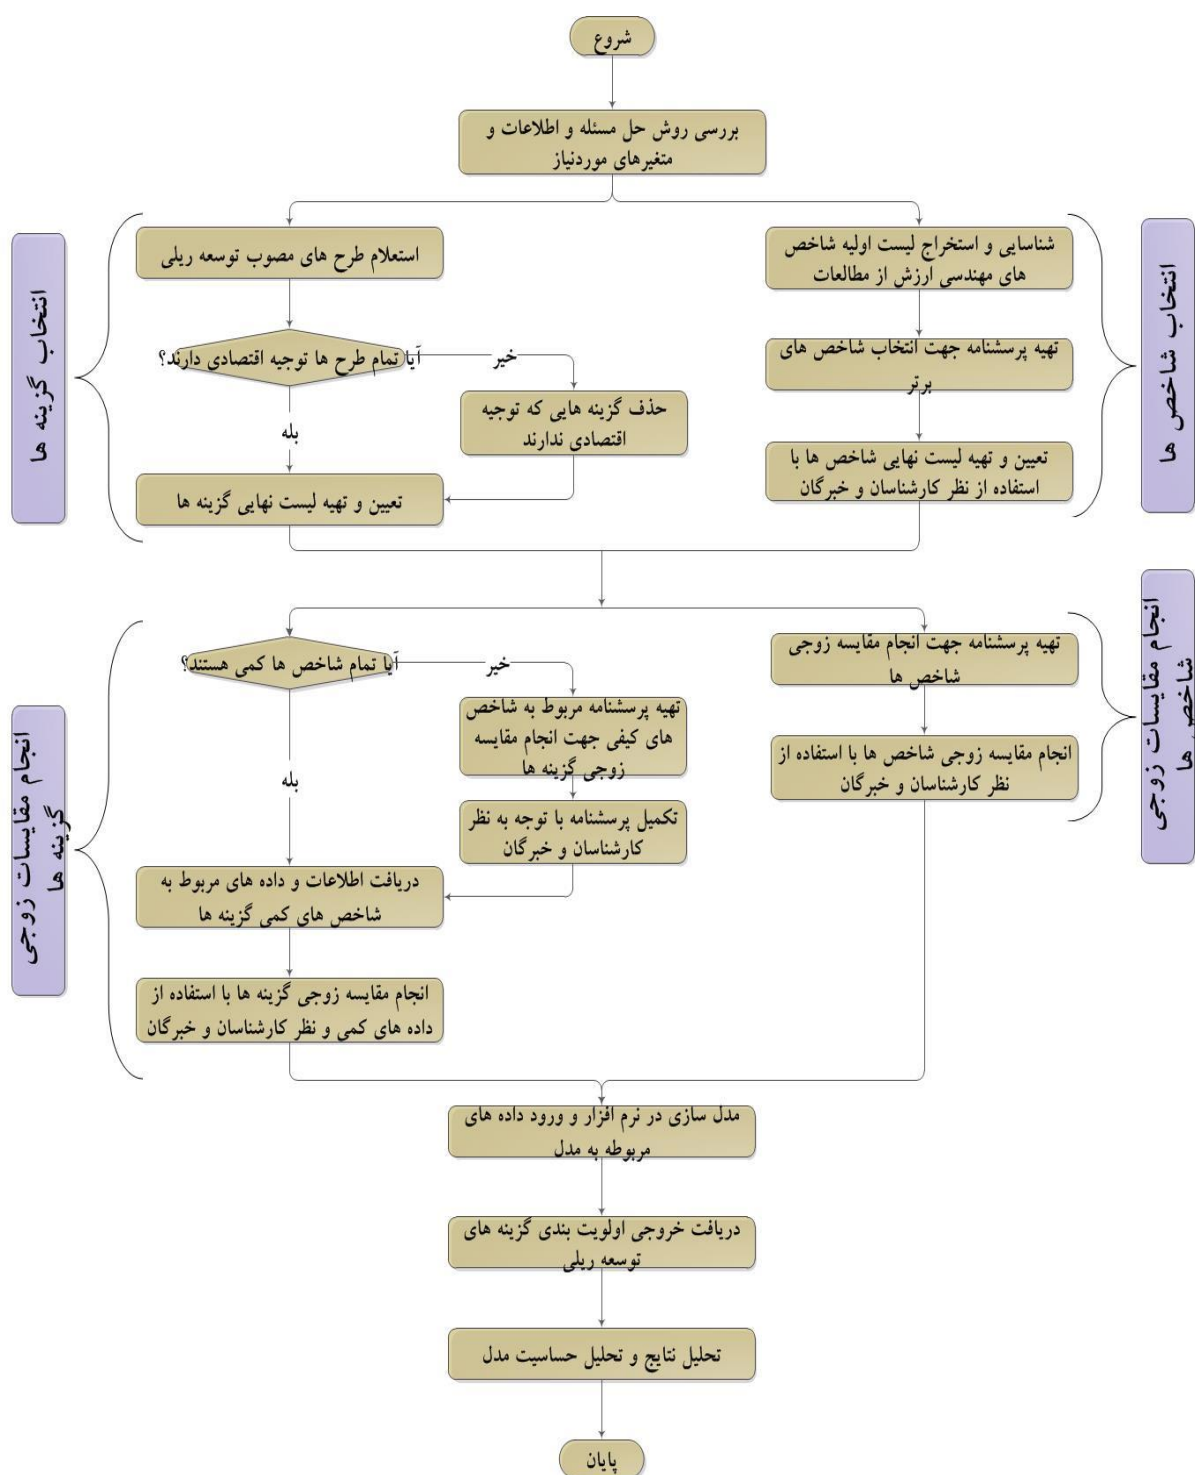 شروع
بررسی روش حل مسئله و اطلاعات و
متغیرهای موردنیاز
انتخاب شاخص ها
شناسایی و استخراج لیست اولیه شاخص
های مهندسی ارزش از مطالعات
تهیه پرسشنامه جهت انتخاب شاخص های
برتر
تعیین و تهیه لیست نهایی شاخص ها با
استفاده از نظر کارشناسان و خبرگان
انتخاب گزینه ها
استعلام طرح های مصوب توسعه ریلی
آیا تمام طرح ها توجیه اقتصادی دارند؟
خیر
حذف گزینه هایی که توجیه
اقتصادی ندارند
بله
تعیین و تهیه لیست نهایی گزینه ها
انجام مقایسات زوجی
شاخص ها
تهیه پرسشنامه جهت انجام مقایسه زوجی
شاخص ها
انجام مقایسه زوجی شاخص ها با استفاده از
نظر کارشناسان و خبرگان
انجام مقایسات زوجی
گزینه ها
آیا تمام شاخص ها کمی هستند؟
خیر
تهیه پرسشنامه مربوط به شاخص
های کیفی جهت انجام مقایسه
زوجی گزینه ها
تکمیل پرسشنامه با توجه به نظر
کارشناسان و خبرگان
بله
دریافت اطلاعات و داده های مربوط به
شاخص های کمی گزینه ها
انجام مقایسه زوجی گزینه ها با استفاده از
داده های کمی و نظر کارشناسان و خبرگان
مدل سازی در نرم افزار و ورود داده های
مربوطه به مدل
دریافت خروجی اولویت بندی گزینه های
توسعه ریلی
تحلیل نتایج و تحلیل حساسیت مدل
پایان